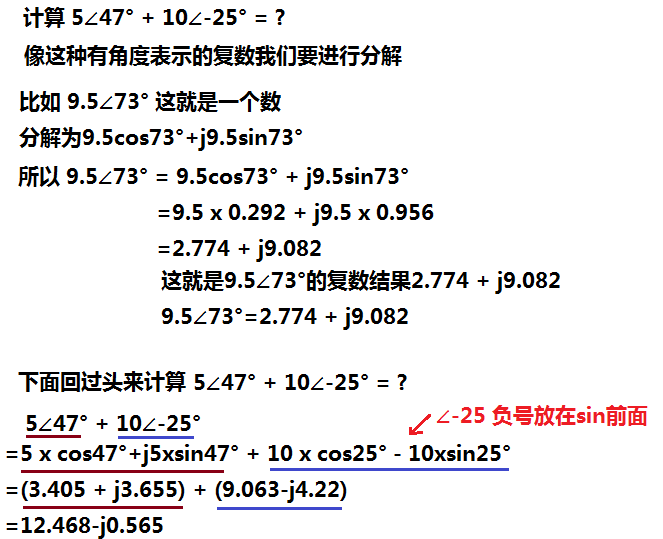 计算 5∠47° + 10∠-25° = ?
像这种有角度表示的复数我们要进行分解
比如 9.5∠73° 这就是一个数
分解为9.5cos73°+j9.5sin73°
所以 9.5∠73° = 9.5cos73° + j9.5sin73°
=9.5 x 0.292 + j9.5 x 0.956
=2.774 + j9.082
这就是9.5∠73°的复数结果2.774 + j9.082
9.5∠73°=2.774 + j9.082
下面回过头来计算 5∠47° + 10∠-25° = ?
∠-25 负号放在sin前面
5∠47° + 10∠-25°
=5 x cos47°+j5xsin47° + 10 x cos25° - 10xsin25°
=(3.405 + j3.655) + (9.063-j4.22)
=12.468-j0.565